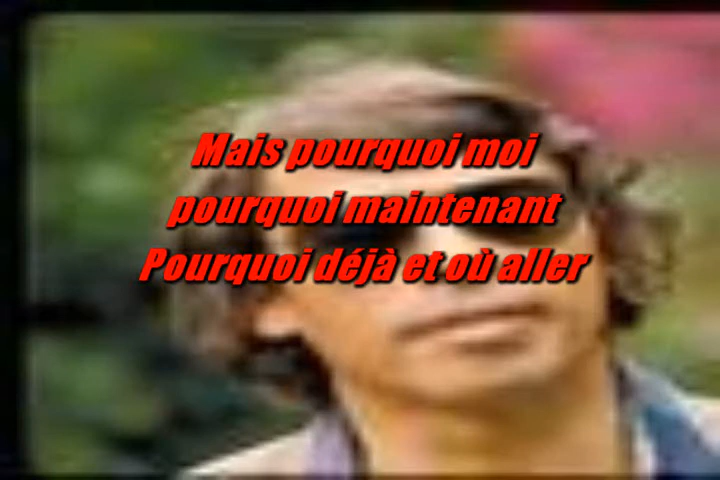 Mais pourquoi moi
pourquoi maintenant
Pourquoi déjà et où aller